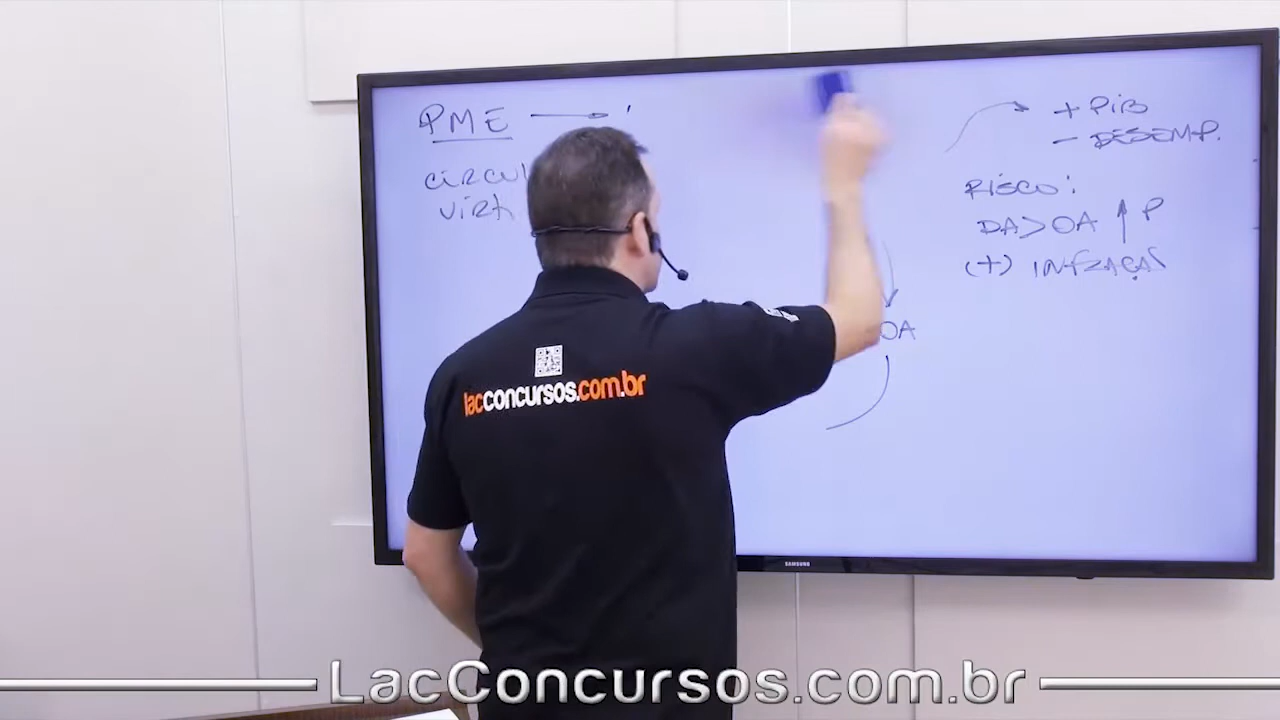 PME
CIRCUL
VIRT
+ PIB
- DESEMP.
RISCO:
DA > OA ↑ P
(+) INFLAÇÃO
OA
lacconcursos.com.br
SAMSUNG
LacConcursos.com.br